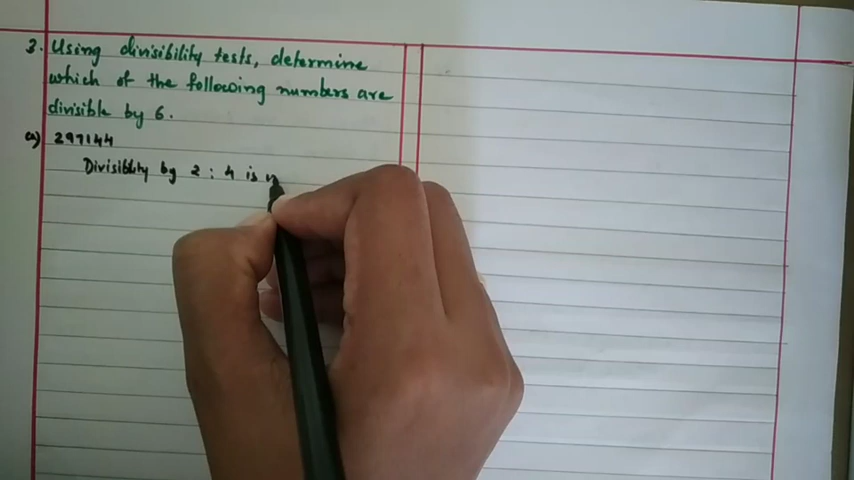 3. Using divisibility tests, determine
which of the following numbers are
divisible by 6.
a) 297144
Divisiblity by 2 : 4 is